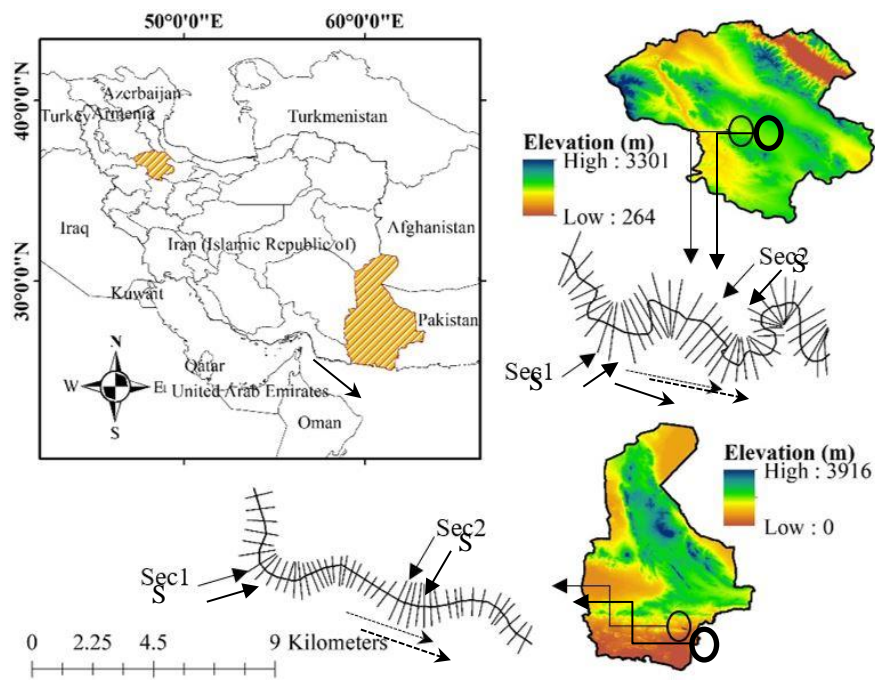 50°0'0"E 60°0'0"E
40°0'0"N
30°0'0"N
Azerbaijan
Turkey Armenia
Turkmenistan
Iraq
Iran (Islamic Republic of)
Afghanistan
Kuwait
Pakistan
Qatar
United Arab Emirates
Oman
N
W E
S
Elevation (m)
High : 3301
Low : 264
Sec2
S
Sec1
S
Elevation (m)
High : 3916
Low : 0
Sec2
S
Sec1
S
0 2.25 4.5 9 Kilometers